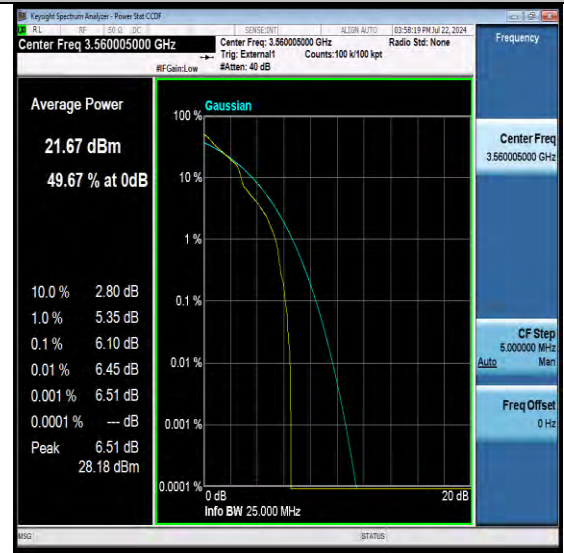 Keysight Spectrum Analyzer - Power Stat CCDF
RL RF 50 Ω DC SENSE:INT ALIGN AUTO 03:58:19 PM Jul 22, 2024
Center Freq 3.560005000 GHz
Center Freq: 3.560005000 GHz Radio Std: None
Trig: External1 Counts:100 k/100 kpt
#IFGain:Low #Atten: 40 dB
Frequency
Average Power
21.67 dBm
49.67 % at 0dB
10.0 % 2.80 dB
1.0 % 5.35 dB
0.1 % 6.10 dB
0.01 % 6.45 dB
0.001 % 6.51 dB
0.0001 % --- dB
Peak 6.51 dB
28.18 dBm
Gaussian
100 %
10 %
1 %
0.1 %
0.01 %
0.001 %
0.0001 %
0 dB 20 dB
Info BW 25.000 MHz
Center Freq
3.560005000 GHz
CF Step
5.000000 MHz
Auto Man
Freq Offset
0 Hz
MSG STATUS